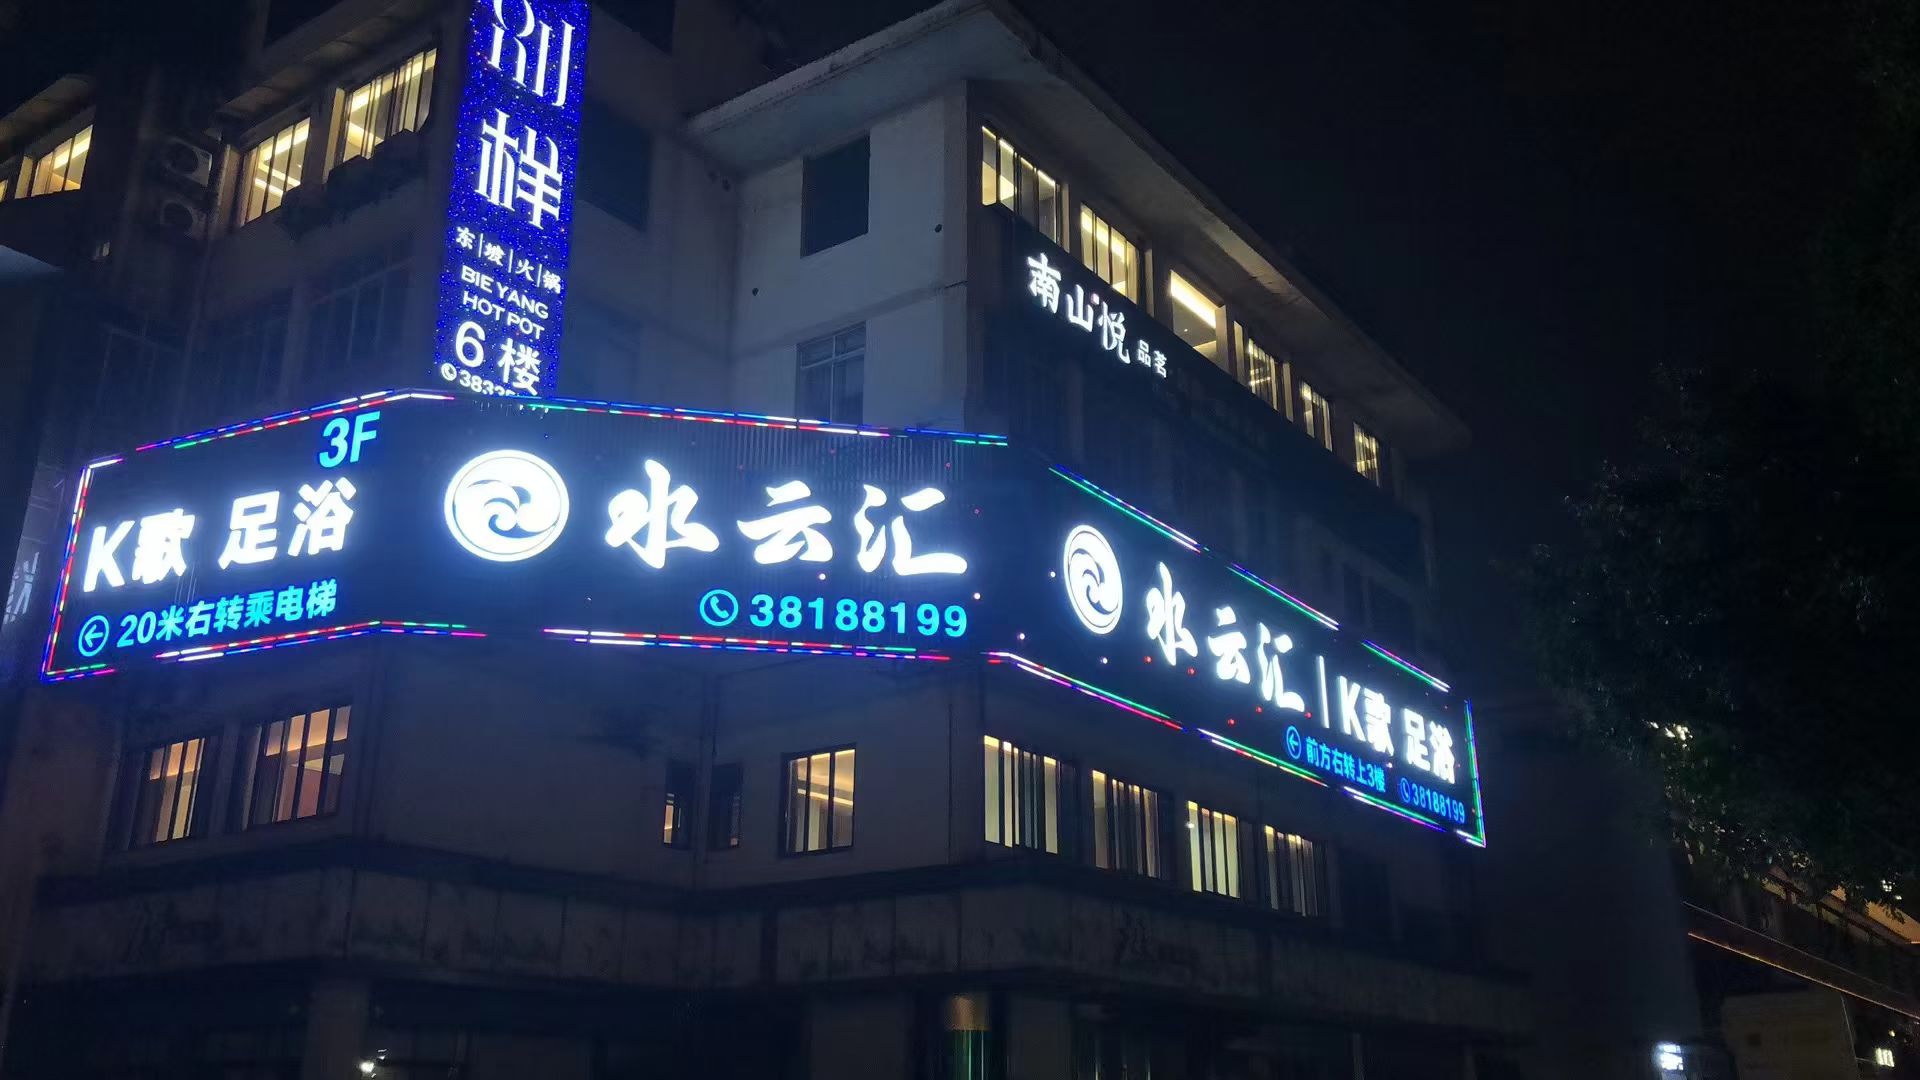 别样
东|坡|火|锅
BIE YANG
HOT POT
6楼
南山悦 品茗
3F
K歌 足浴
20米右转乘电梯
水云汇
38188199
水云汇|K歌 足浴
前方右转上3楼 38188199